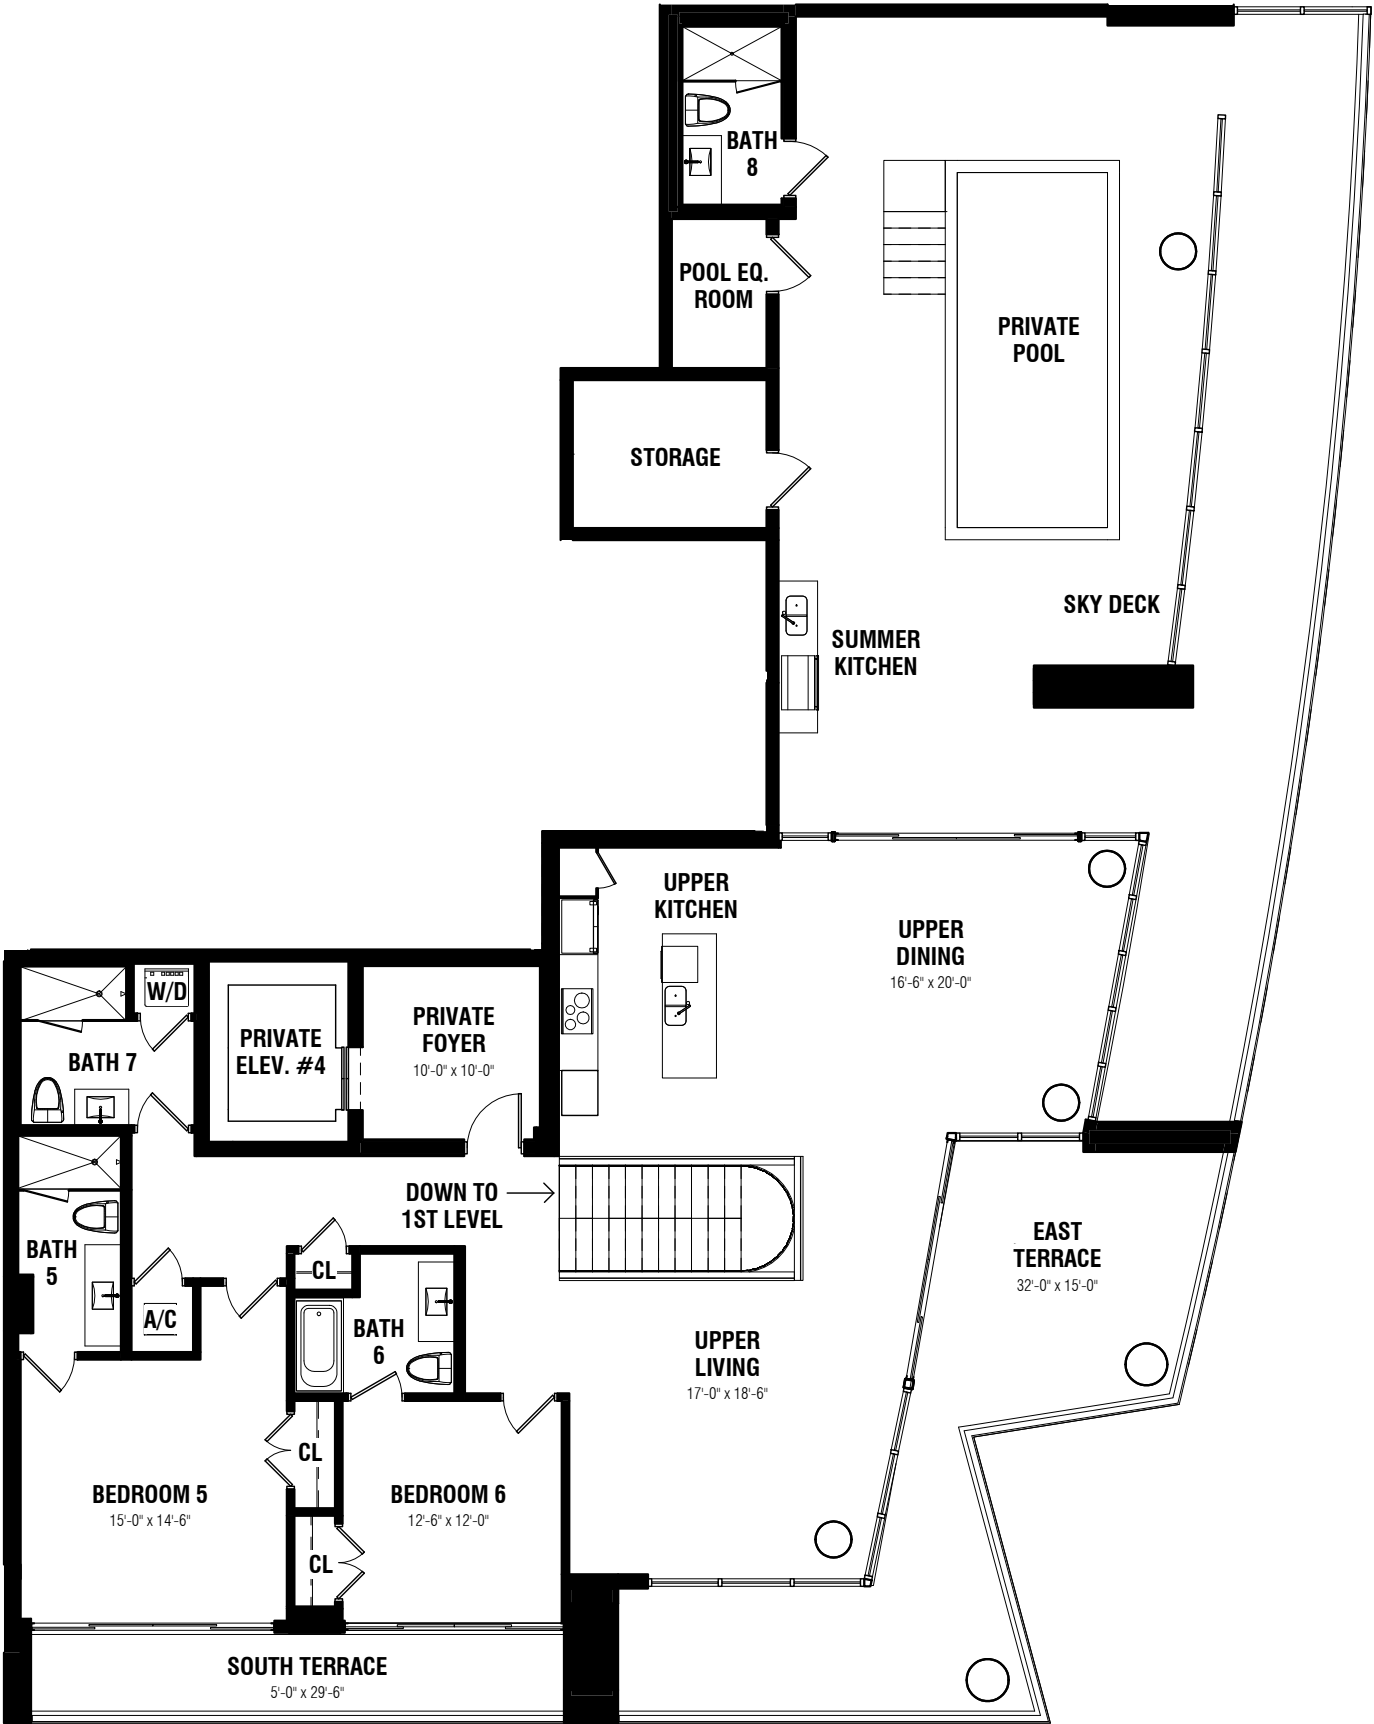 BATH
8
POOL EQ.
ROOM
PRIVATE
POOL
STORAGE
SKY DECK
SUMMER
KITCHEN
UPPER
KITCHEN
UPPER
DINING
16'-6" x 20'-0"
W/D
BATH 7
PRIVATE
ELEV. #4
PRIVATE
FOYER
10'-0" x 10'-0"
DOWN TO
1ST LEVEL
BATH
5
CL
A/C
BATH
6
EAST
TERRACE
32'-0" x 15'-0"
UPPER
LIVING
17'-0" x 18'-6"
CL
BEDROOM 5
15'-0" x 14'-6"
BEDROOM 6
12'-6" x 12'-0"
CL
SOUTH TERRACE
5'-0" x 29'-6"